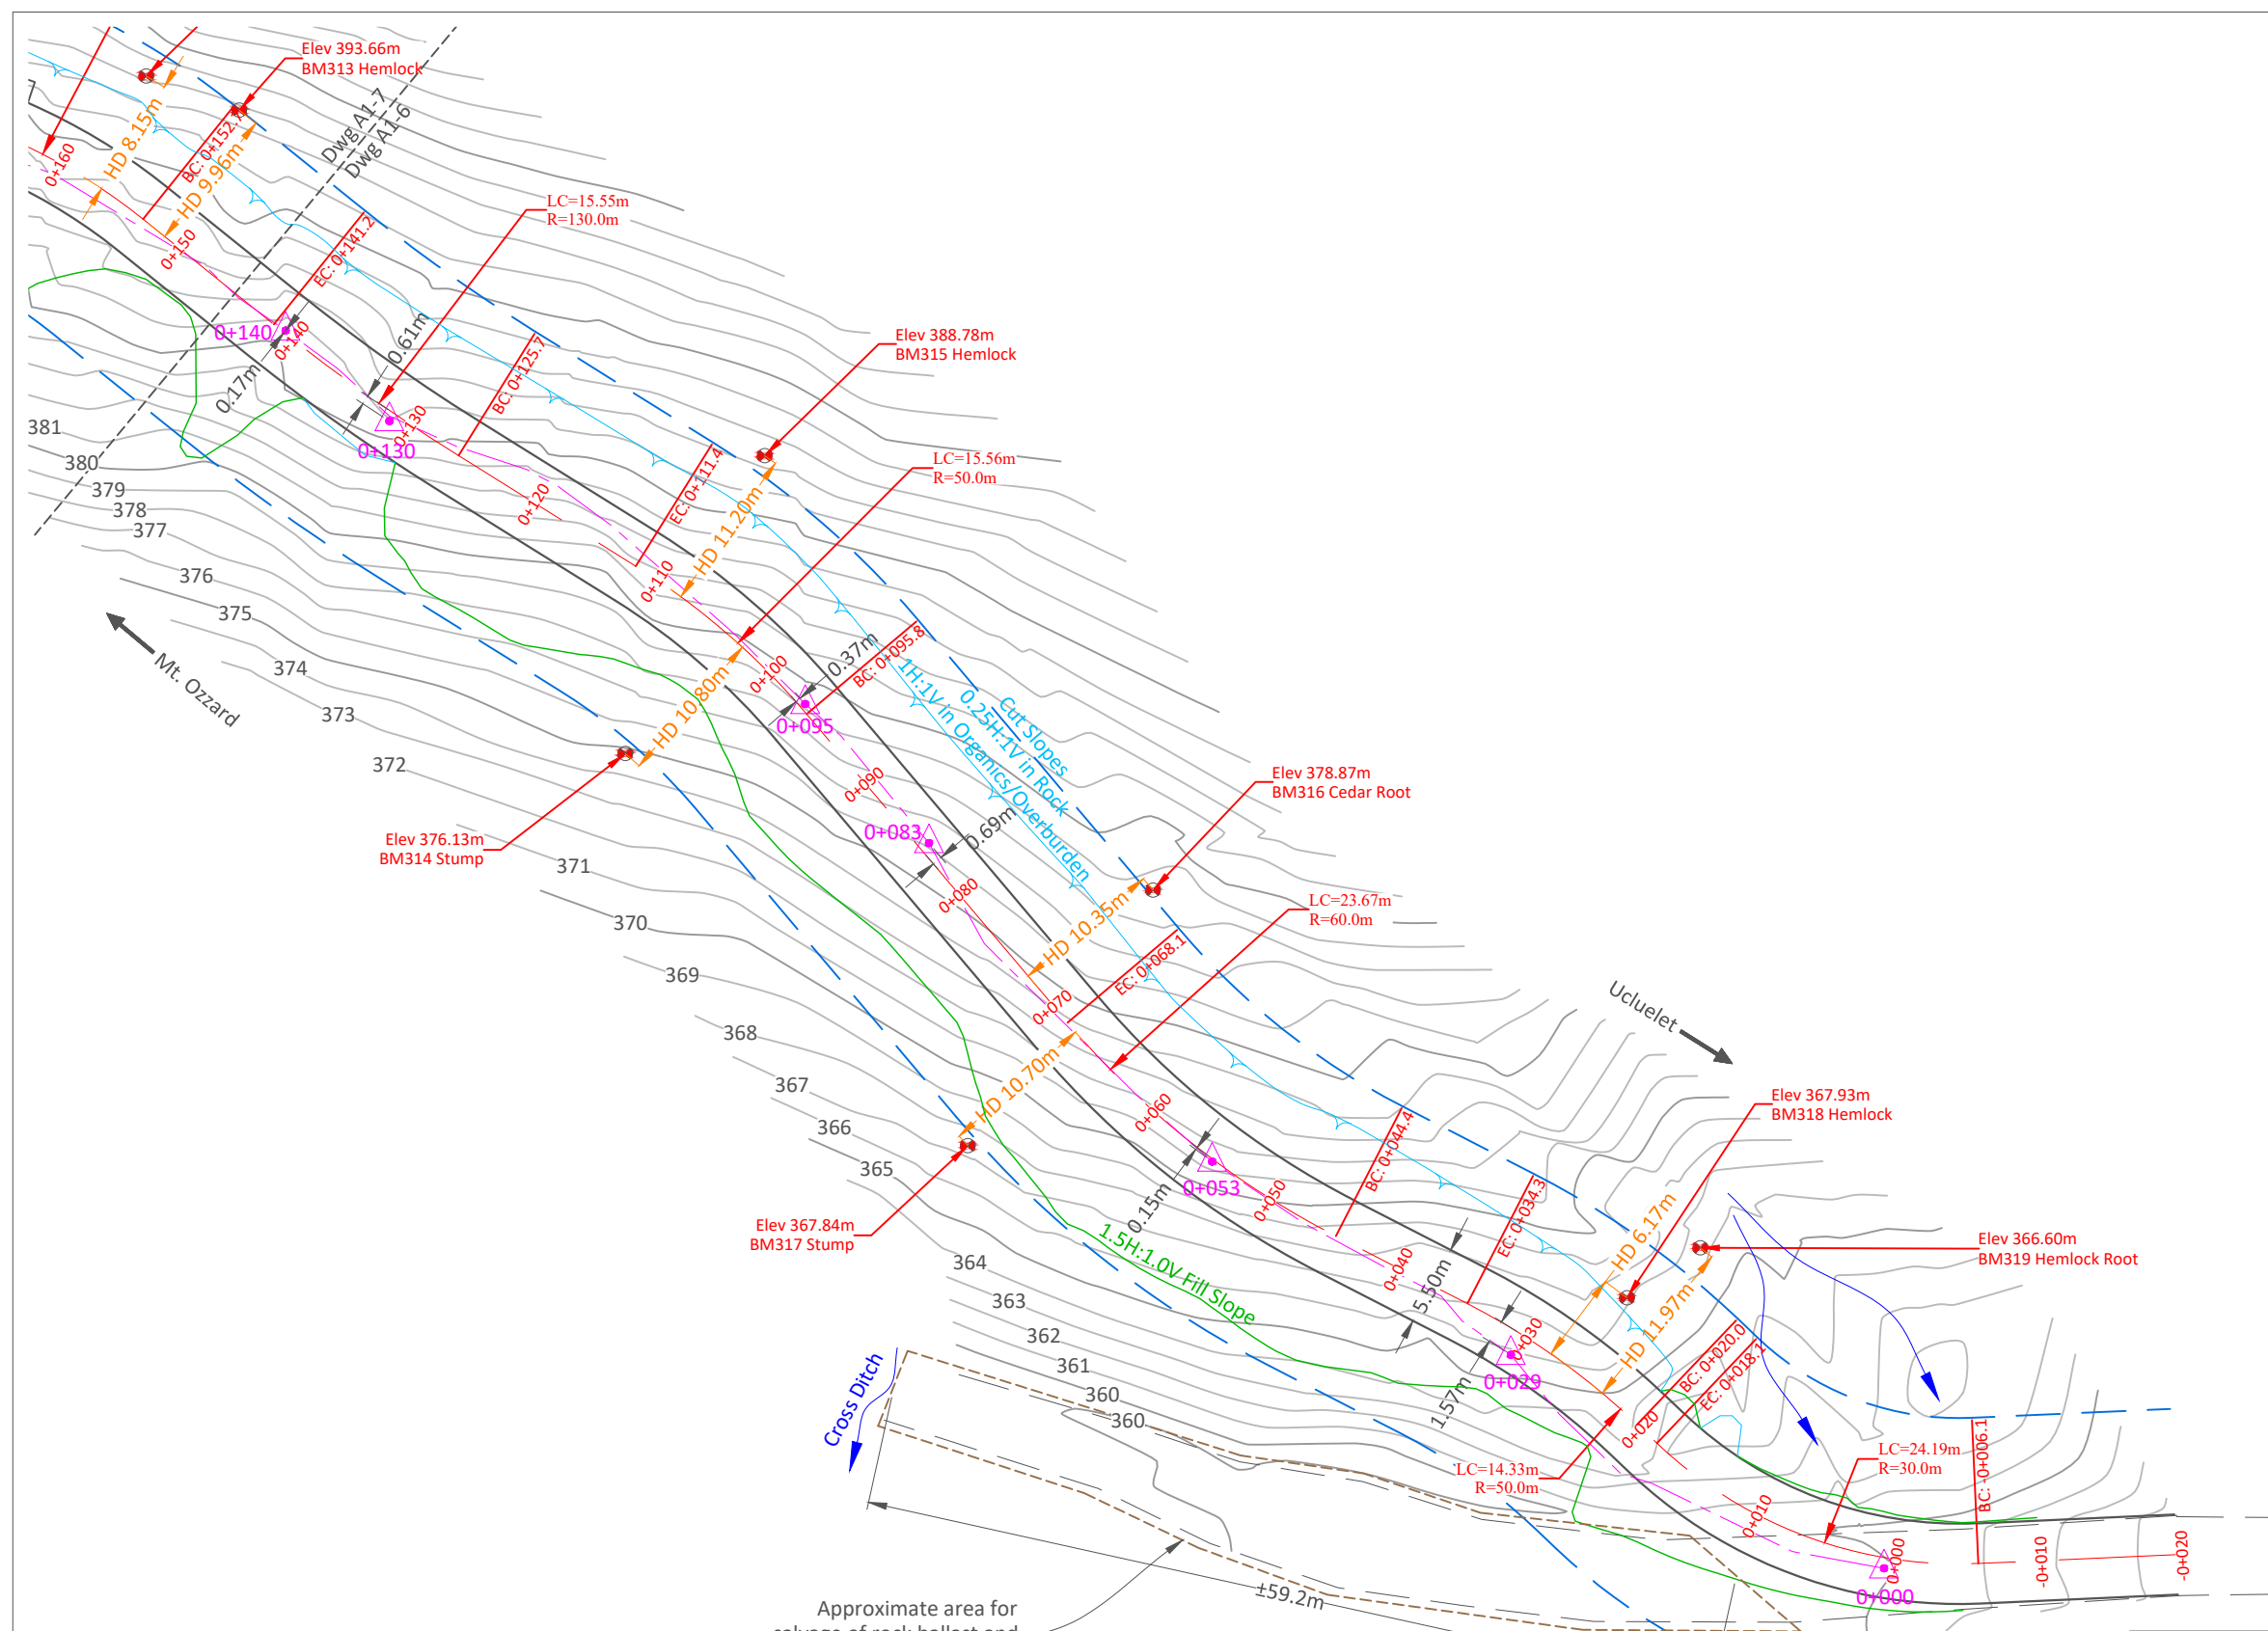 Elev 393.66m
BM313 Hemlock
Dwg A1-7
Dwg A1-6
HD 8.15m
HD 9.96m
0+160
0+150
EC: 0+141.2
0+140
0+140
0.17m
LC=15.55m
R=130.0m
0.61m
0+130
0+130
BC: 0+125.7
0+120
Elev 388.78m
BM315 Hemlock
EC: 0+111.4
HD 11.20m
0+110
LC=15.56m
R=50.0m
381
380
379
378
377
376
375
374
373
372
371
370
369
368
367
366
365
364
363
362
361
360
360
Mt. Ozzard
HD 10.80m
0+100
0.37m
BC: 0+095.8
0+095
0+090
Cut Slopes
0.25H:1V in Rock
1H:1V in Organics/Overburden
Elev 376.13m
BM314 Stump
0+083
0.69m
0+080
Elev 378.87m
BM316 Cedar Root
HD 10.35m
EC: 0+068.1
0+070
LC=23.67m
R=60.0m
HD 10.70m
0+060
Ucluelet
Elev 367.84m
BM317 Stump
0+053
0.15m
0+050
BC: 0+044.4
0+040
EC: 0+034.3
5.50m
Elev 367.93m
BM318 Hemlock
HD 6.17m
HD 11.97m
Elev 366.60m
BM319 Hemlock Root
1.5H:1.0V Fill Slope
0+030
0+029
1.57m
BC: 0+020.0
EC: 0+018.1
0+020
LC=14.33m
R=50.0m
LC=24.19m
R=30.0m
BC: -0+006.1
0+010
0+000
0+000
-0+010
-0+020
Cross Ditch
±59.2m
Approximate area for